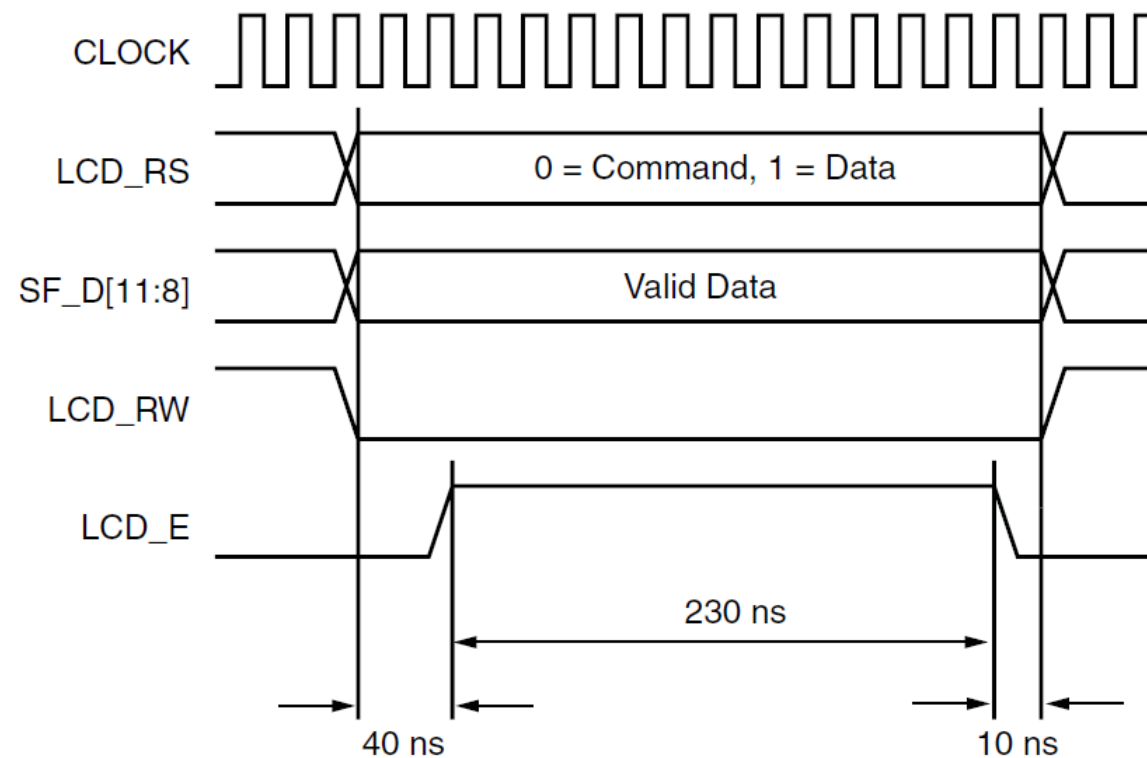 CLOCK
LCD_RS
0 = Command, 1 = Data
SF_D[11:8]
Valid Data
LCD_RW
LCD_E
230 ns
40 ns
10 ns